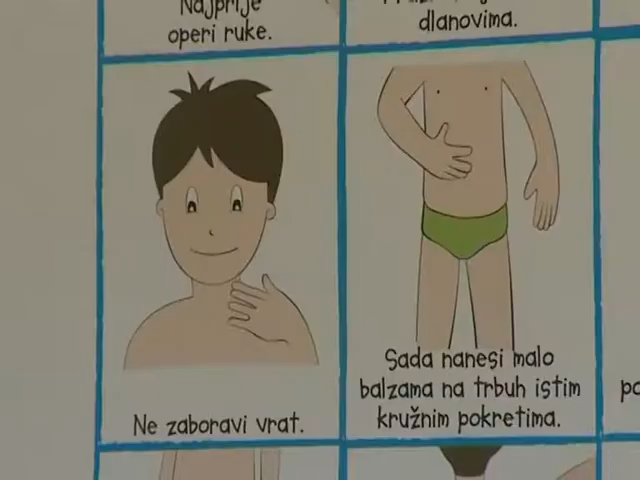 Najprije
operi ruke.
dlanovima.
Ne zaboravi vrat.
Sada nanesi malo
balzama na trbuh istim
kružnim pokretima.